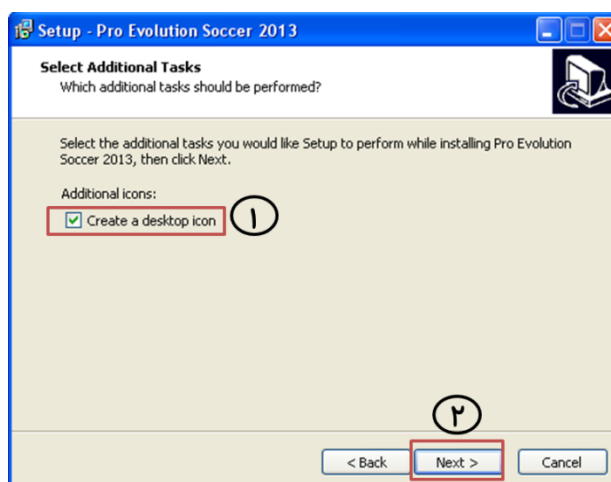 Setup - Pro Evolution Soccer 2013
Select Additional Tasks
Which additional tasks should be performed?
Select the additional tasks you would like Setup to perform while installing Pro Evolution
Soccer 2013, then click Next.
Additional icons:
Create a desktop icon ۱
۲
< Back Next > Cancel